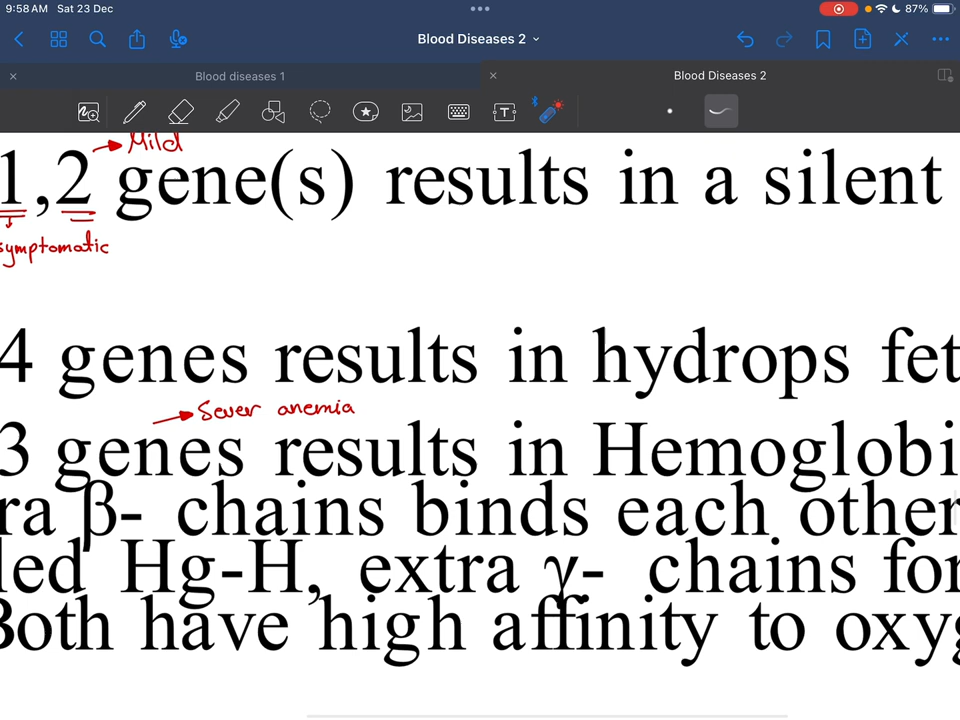 9:58 AM Sat 23 Dec
87%
Blood Diseases 2
Blood diseases 1
Blood Diseases 2
Mild
1,2 gene(s) results in a silent
symptomatic
4 genes results in hydrops fet
Sever anemia
3 genes results in Hemoglobi
ra β- chains binds each other
led Hg-H, extra γ- chains for
Both have high affinity to oxyg